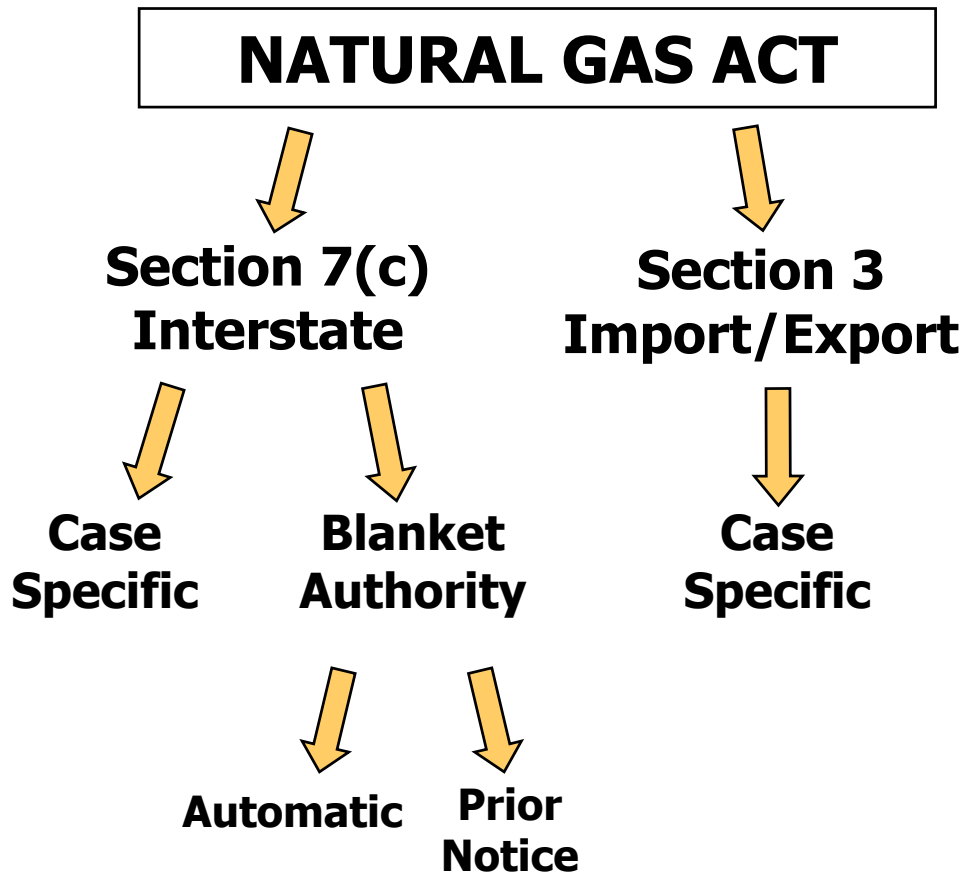 NATURAL GAS ACT
Section 7(c)
Interstate
Section 3
Import/Export
Case
Specific
Blanket
Authority
Case
Specific
Automatic
Prior
Notice